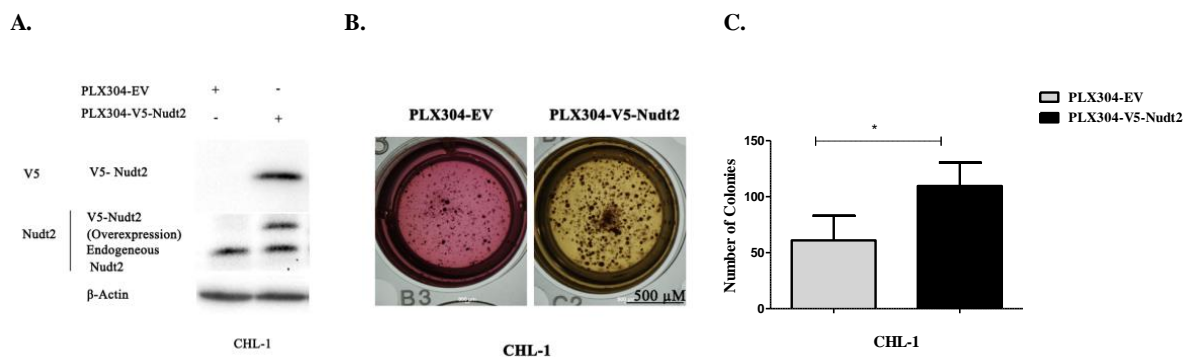 A.
PLX304-EV + -
PLX304-V5-Nudt2 - +
V5 V5- Nudt2
Nudt2
V5-Nudt2
(Overexpression)
Endogeneous
Nudt2
β-Actin
CHL-1
B.
PLX304-EV PLX304-V5-Nudt2
B3
500 µM
CHL-1
C.
PLX304-EV
PLX304-V5-Nudt2
*
Number of Colonies
150
100
50
0
CHL-1